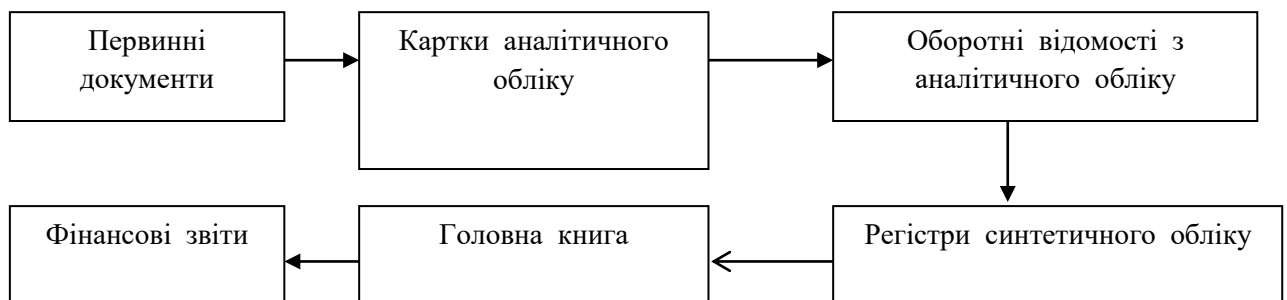 Первинні
документи
Картки аналітичного
обліку
Оборотні відомості з
аналітичного обліку
Регістри синтетичного обліку
Головна книга
Фінансові звіти